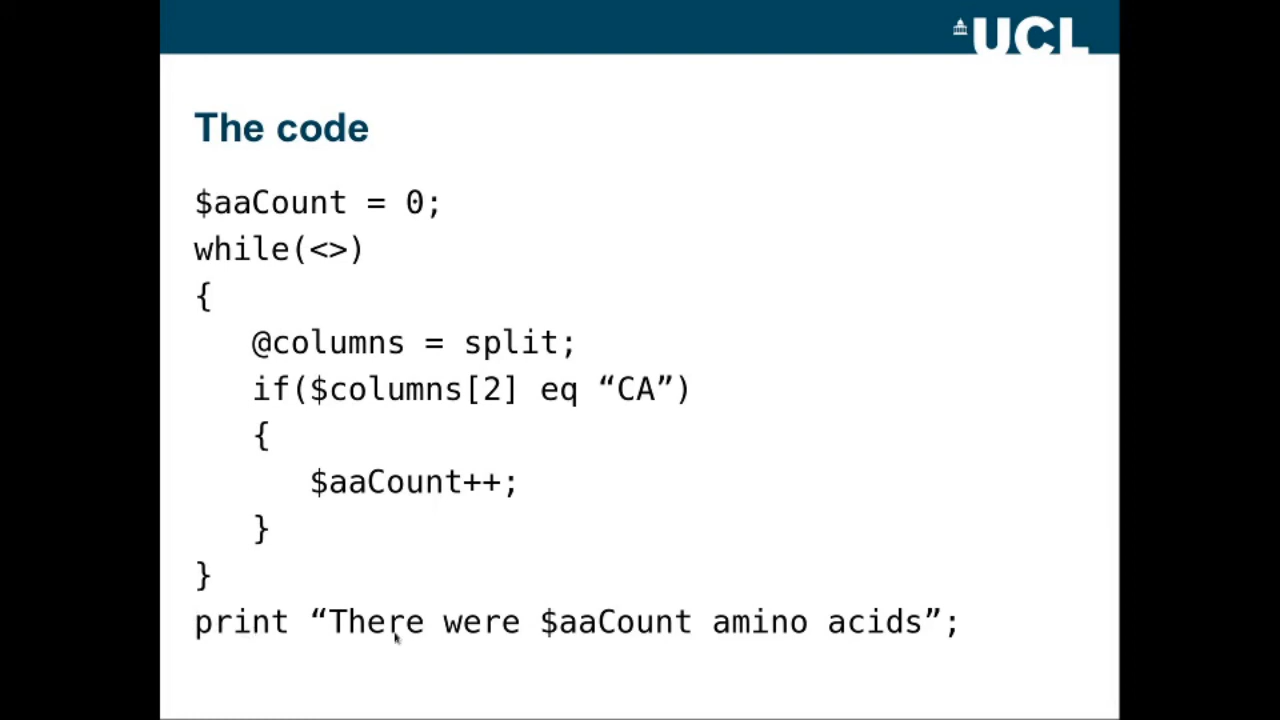 UCL
The code
$aaCount = 0;
while(<>)
{
@columns = split;
if($columns[2] eq “CA”)
{
$aaCount++;
}
}
print “There were $aaCount amino acids”;